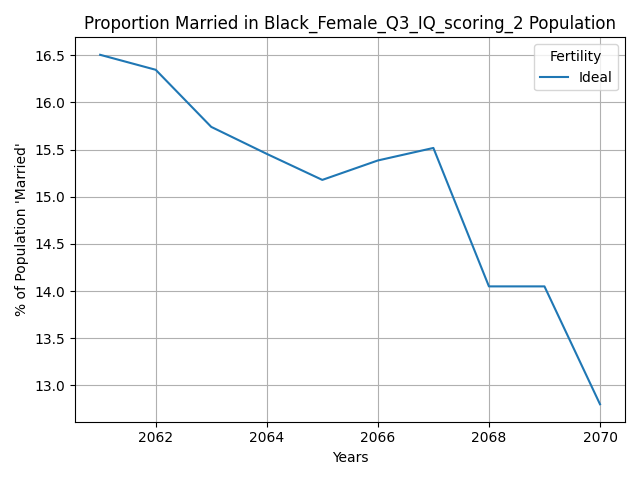 Proportion Married in Black_Female_Q3_IQ_scoring_2 Population
Fertility
Ideal
16.5
16.0
15.5
15.0
14.5
14.0
13.5
13.0
% of Population 'Married'
2062 2064 2066 2068 2070
Years